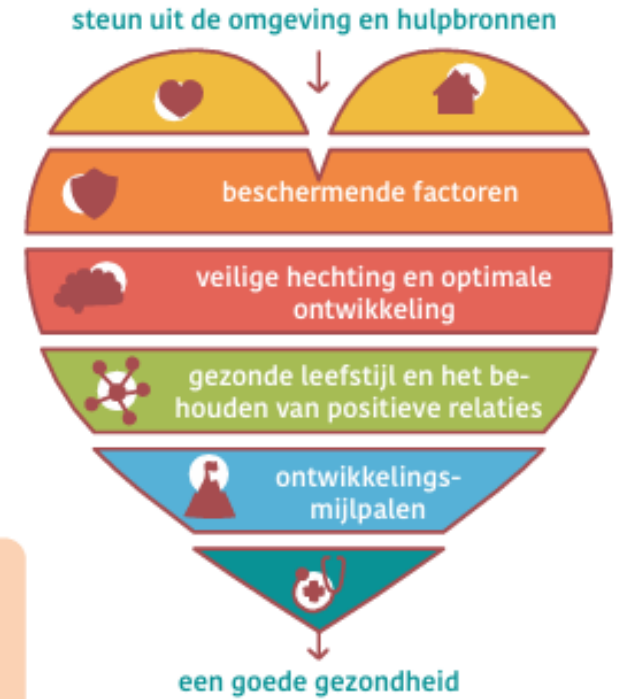 steun uit de omgeving en hulpbronnen
beschermende factoren
veilige hechting en optimale
ontwikkeling
gezonde leefstijl en het be-
houden van positieve relaties
ontwikkelings-
mijlpalen
een goede gezondheid